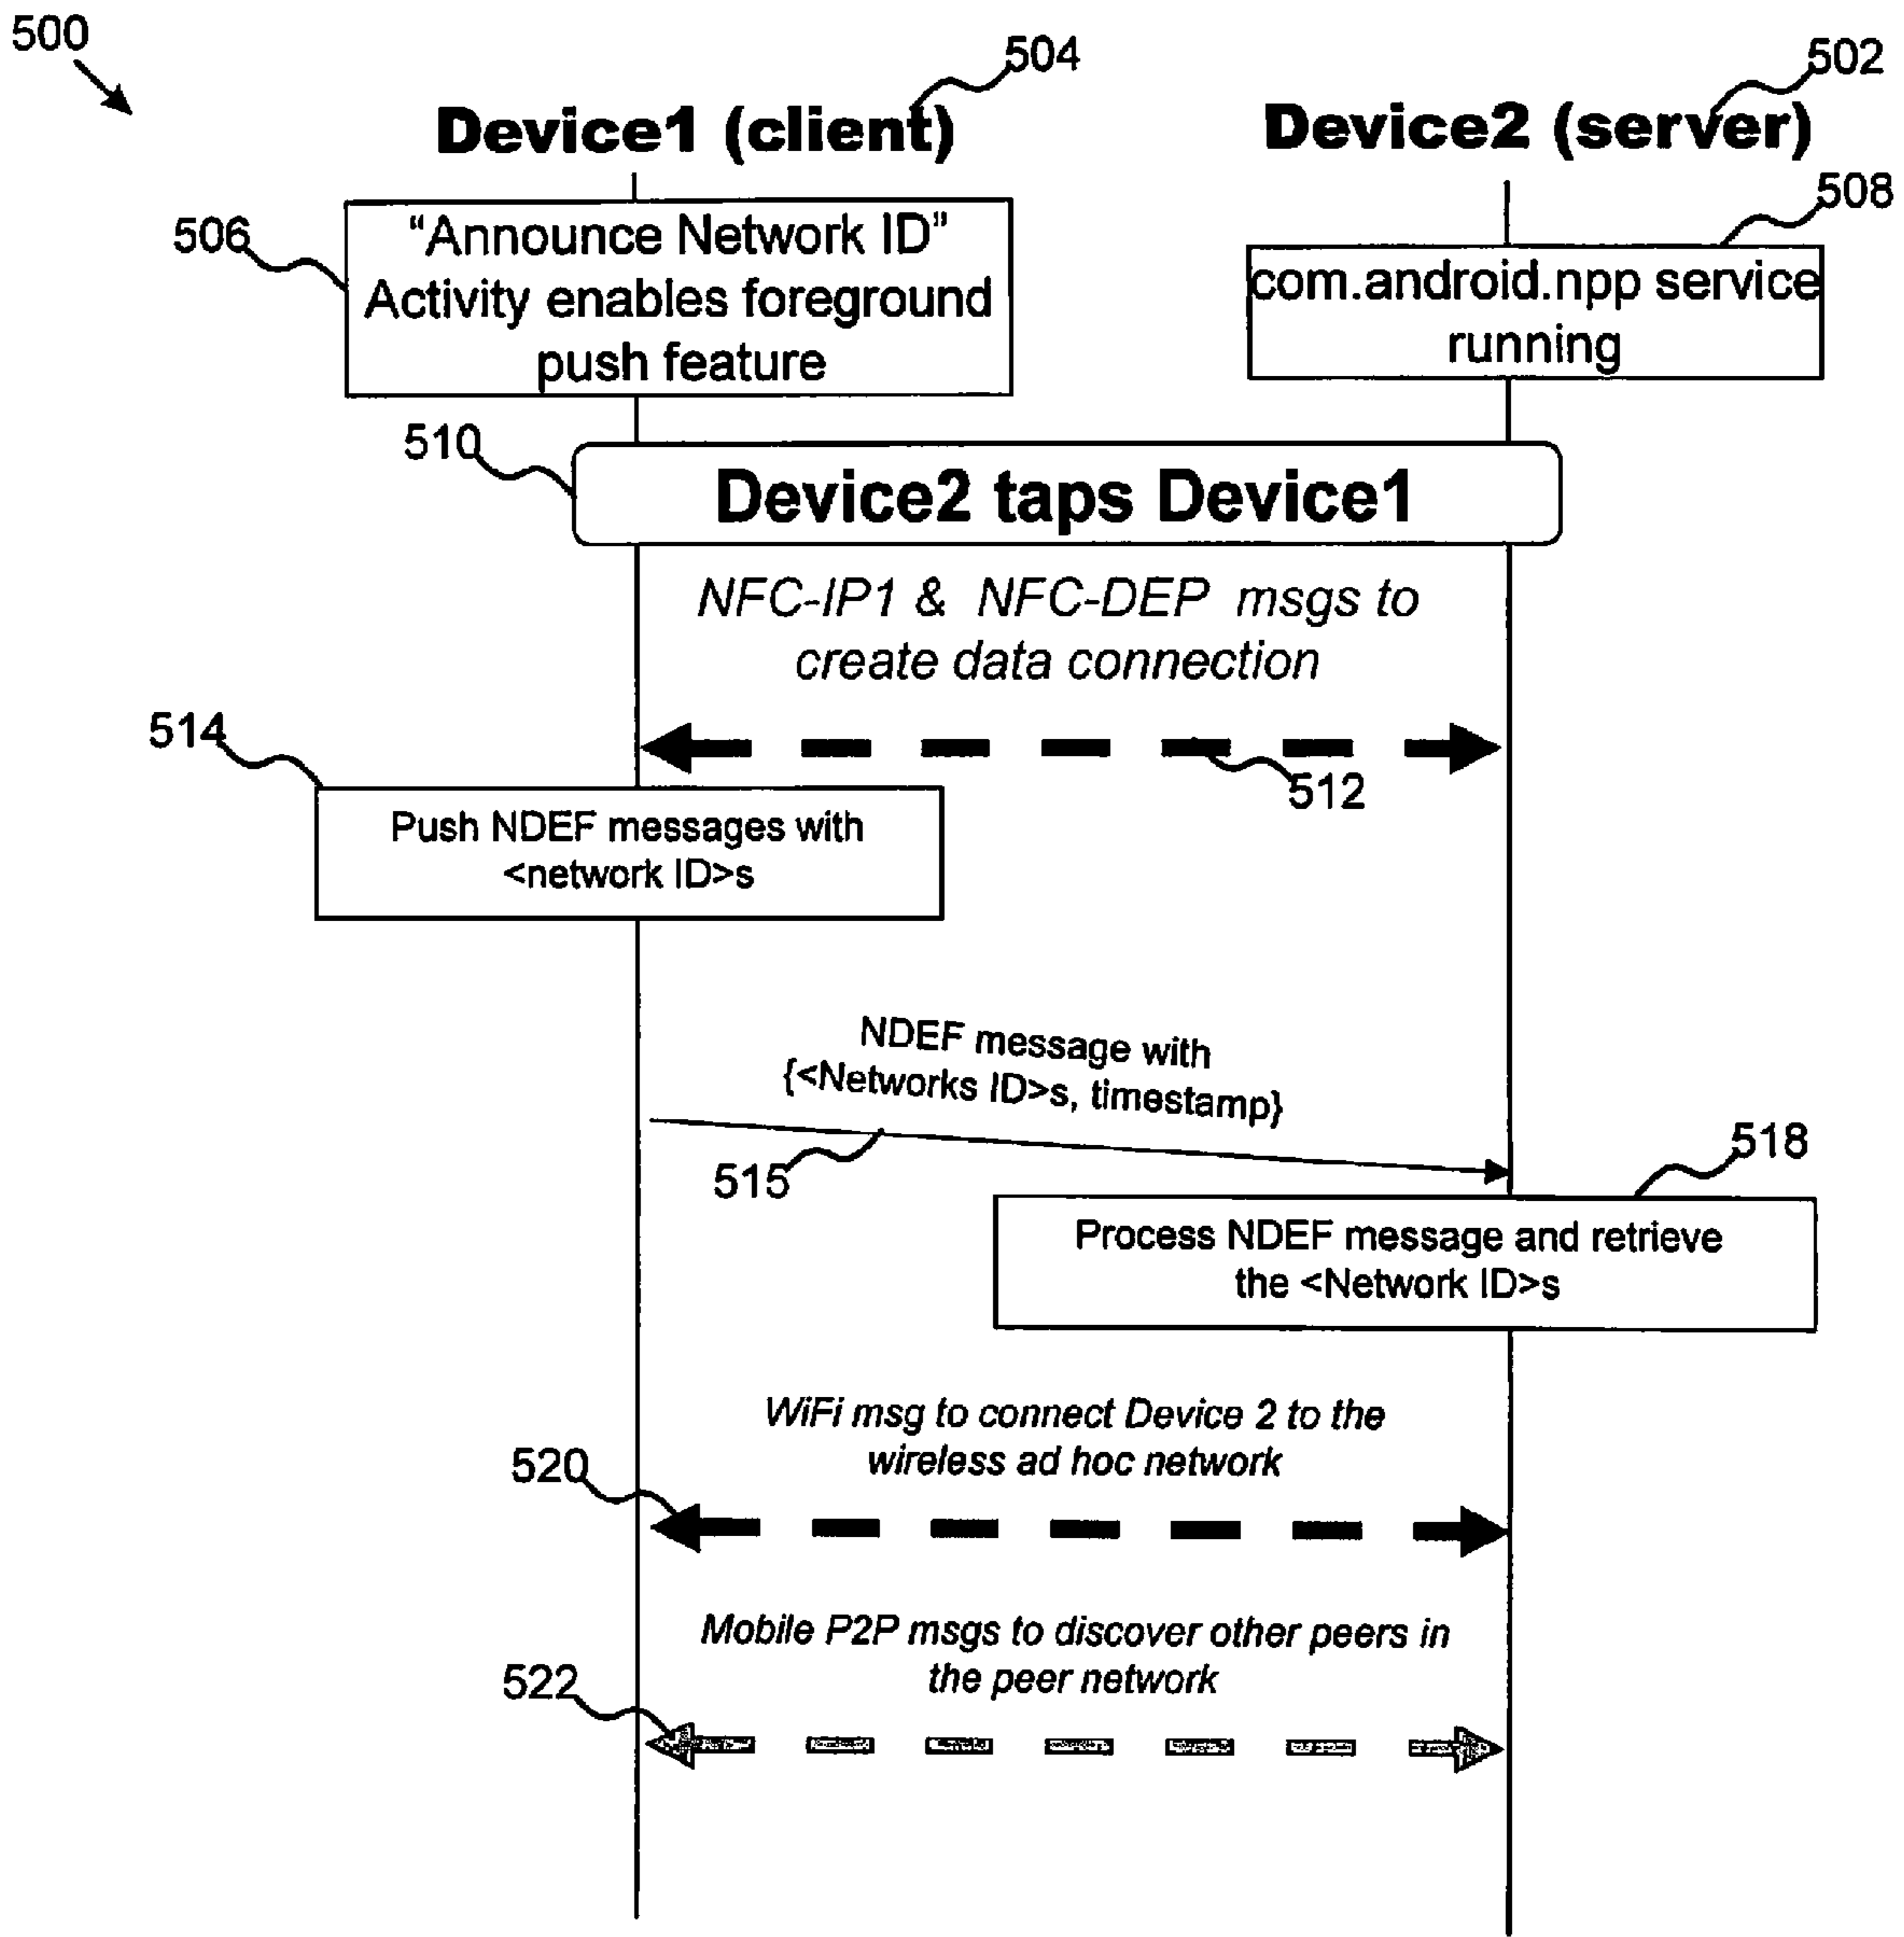 500
504
502
Device1 (client)
Device2 (server)
506
508
“Announce Network ID”
Activity enables foreground
push feature
com.android.npp service
running
510
Device2 taps Device1
NFC-IP1 & NFC-DEP msgs to
create data connection
514
512
Push NDEF messages with
<network ID>s
NDEF message with
{<Networks ID>s, timestamp}
515
518
Process NDEF message and retrieve
the <Network ID>s
WiFi msg to connect Device 2 to the
wireless ad hoc network
520
Mobile P2P msgs to discover other peers in
the peer network
522